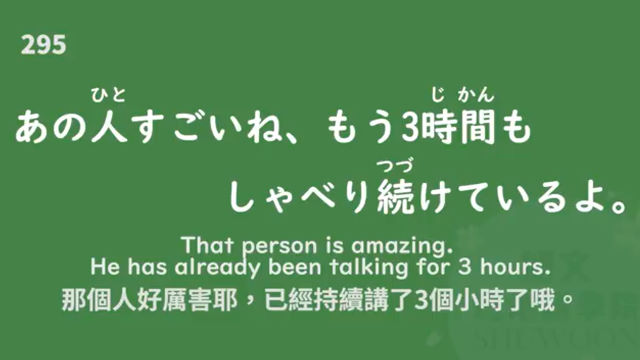 295
ひと じ かん
あの人すごいね、もう3時間も
つづ
しゃべり続けているよ。
That person is amazing.
He has already been talking for 3 hours.
那個人好厲害耶，已經持續講了3個小時了哦。